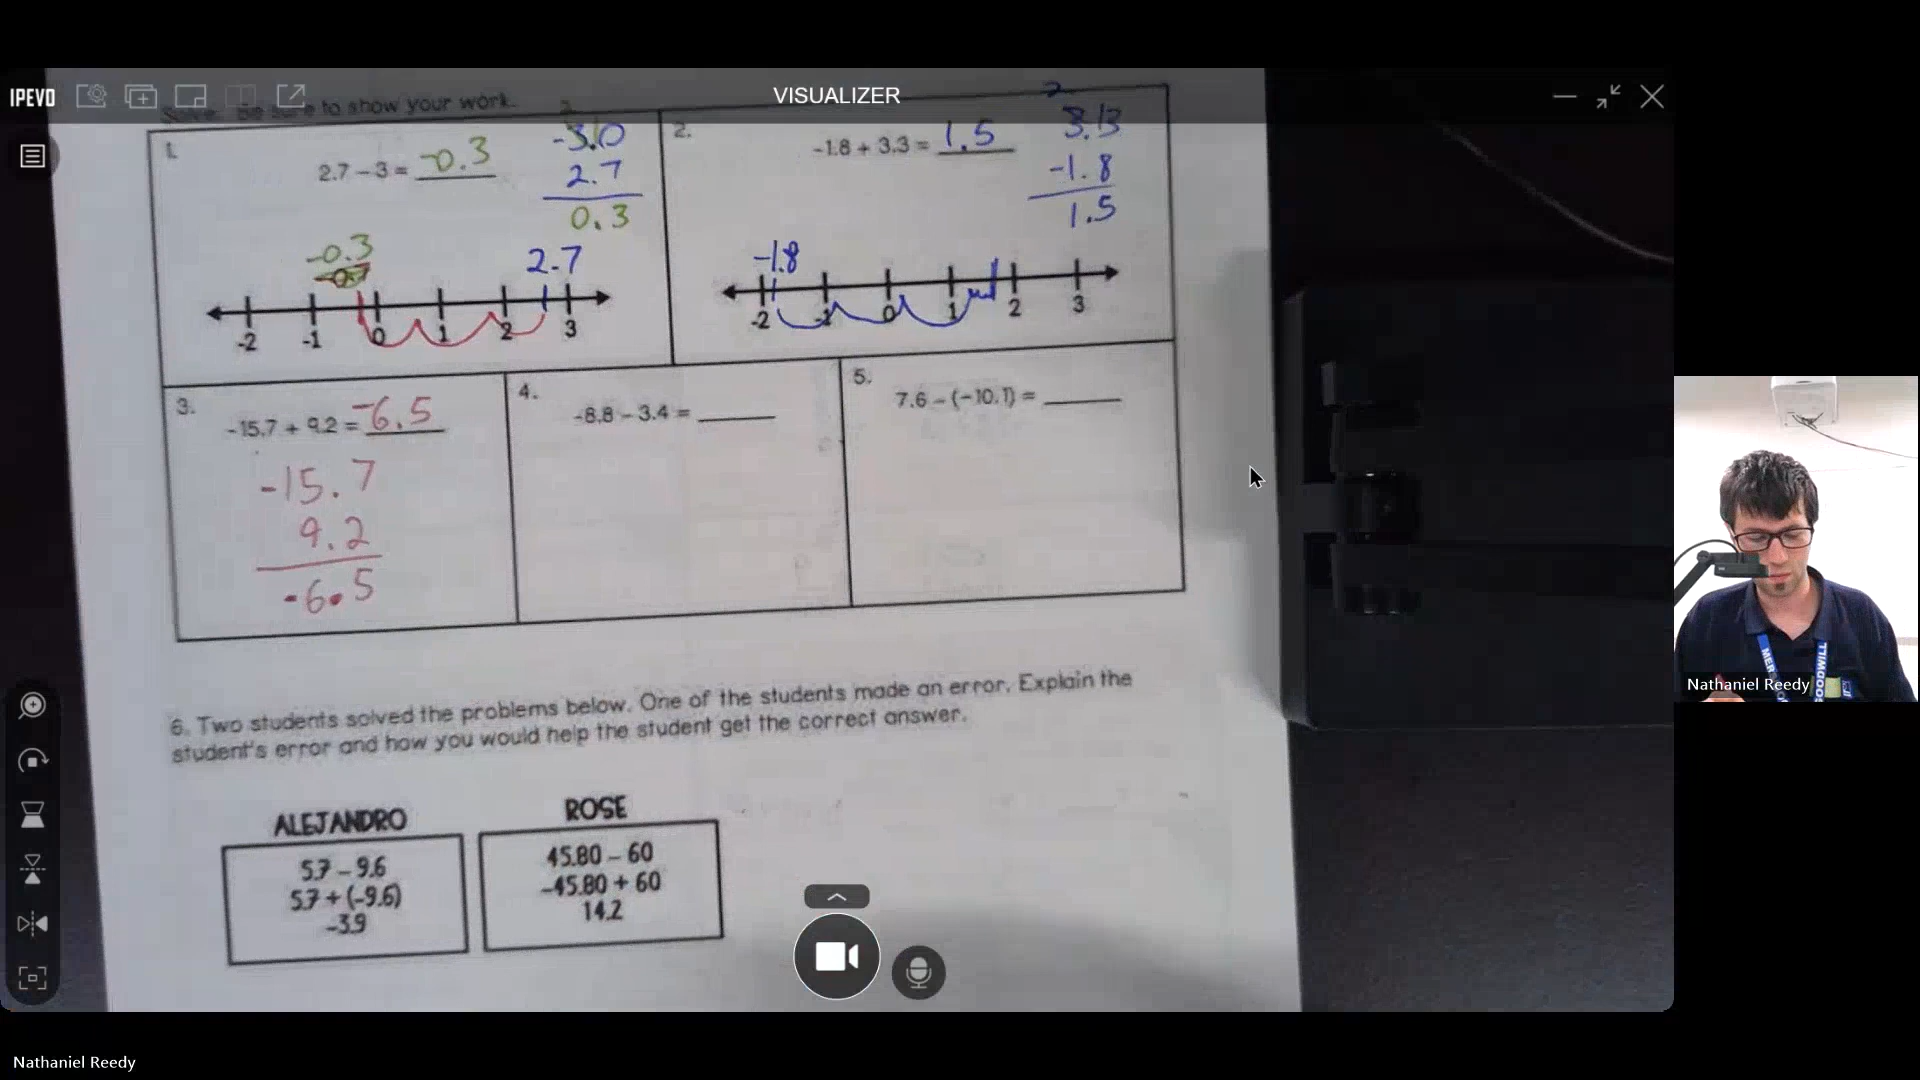 IPEVO
VISUALIZER
Solve. Be sure to show your work.
1.
2.7 – 3 = -0.3
-3.0
2.7
0.3
-0.3
2.7
-2 -1 0 1 2 3
2.
-1.8 + 3.3 = 1.5
2
3.13
-1.8
1.5
-1.8
-2 -1 0 1 2 3
3.
-15.7 + 9.2 = -6.5
-15.7
9.2
-6.5
4.
-8.8 – 3.4 =
5.
7.6 – (-10.1) =
6. Two students solved the problems below. One of the students made an error. Explain the
student's error and how you would help the student get the correct answer.
ALEJANDRO
5.7 – 9.6
5.7 + (-9.6)
-3.9
ROSE
45.80 – 60
-45.80 + 60
14.2
GOODWILL
Nathaniel Reedy
Nathaniel Reedy